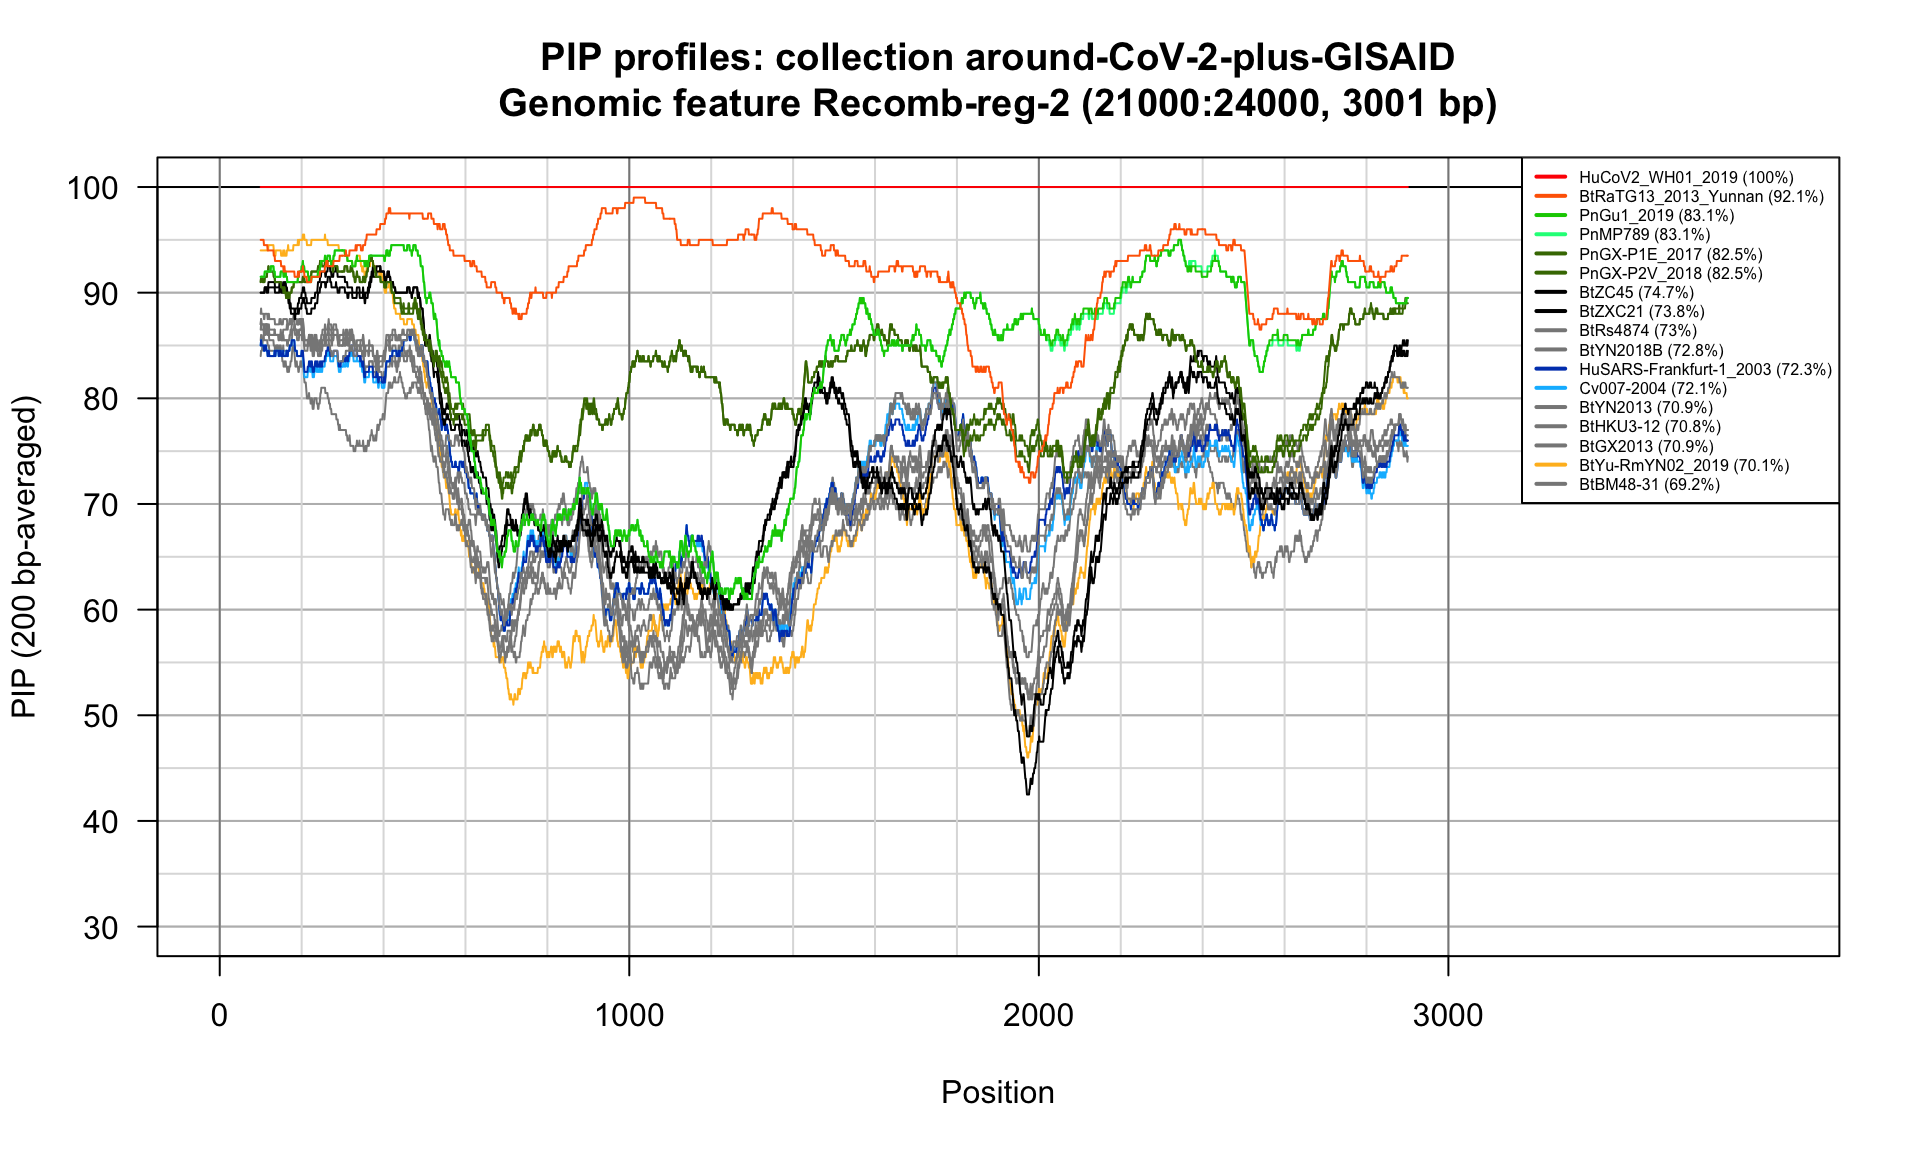 PIP profiles: collection around-CoV-2-plus-GISAID
Genomic feature Recomb-reg-2 (21000:24000, 3001 bp)
PIP (200 bp-averaged)
100
90
80
70
60
50
40
30
HuCoV2_WH01_2019 (100%)
BtRaTG13_2013_Yunnan (92.1%)
PnGu1_2019 (83.1%)
PnMP789 (83.1%)
PnGX-P1E_2017 (82.5%)
PnGX-P2V_2018 (82.5%)
BtZC45 (74.7%)
BtZXC21 (73.8%)
BtRs4874 (73%)
BtYN2018B (72.8%)
HuSARS-Frankfurt-1_2003 (72.3%)
Cv007-2004 (72.1%)
BtYN2013 (70.9%)
BtHKU3-12 (70.8%)
BtGX2013 (70.9%)
BtYu-RmYN02_2019 (70.1%)
BtBM48-31 (69.2%)
0 1000 2000 3000
Position